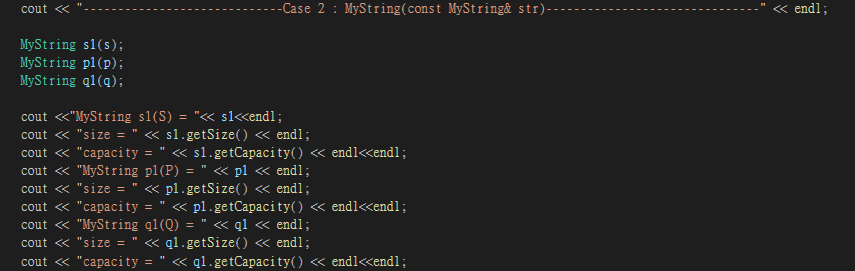 cout << "-----------------------------Case 2 : MyString(const MyString& str)-------------------------------" << endl;
MyString s1(s);
MyString p1(p);
MyString q1(q);
cout <<"MyString s1(S) = "<< s1<<endl;
cout << "size = " << s1.getSize() << endl;
cout << "capacity = " << s1.getCapacity() << endl<<endl;
cout << "MyString p1(P) = " << p1 << endl;
cout << "size = " << p1.getSize() << endl;
cout << "capacity = " << p1.getCapacity() << endl<<endl;
cout << "MyString q1(Q) = " << q1 << endl;
cout << "size = " << q1.getSize() << endl;
cout << "capacity = " << q1.getCapacity() << endl<<endl;